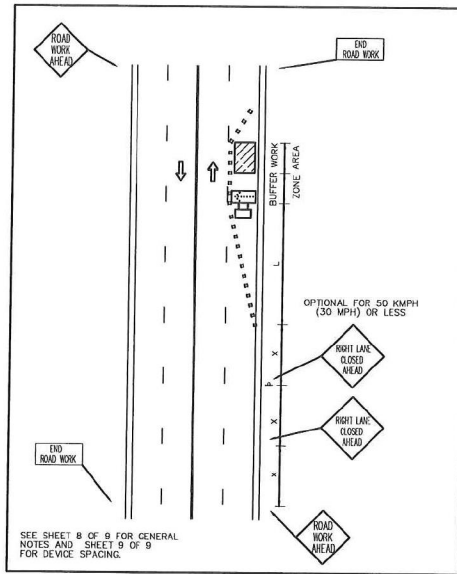 ROAD
WORK
AHEAD
END
ROAD WORK
BUFFER WORK
ZONE AREA
L
OPTIONAL FOR 50 KMPH
(30 MPH) OR LESS
X
RIGHT LANE
CLOSED
AHEAD
X
RIGHT LANE
CLOSED
AHEAD
X
END
ROAD WORK
ROAD
WORK
AHEAD
SEE SHEET 8 OF 9 FOR GENERAL
NOTES AND SHEET 9 OF 9
FOR DEVICE SPACING.